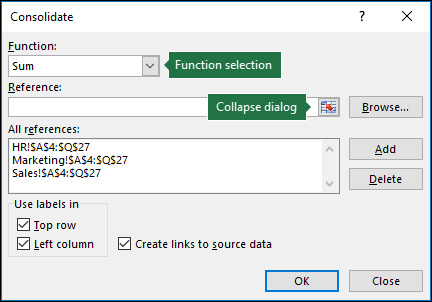 Consolidate
?
×
Function:
Sum
Function selection
Reference:
Collapse dialog
Browse...
All references:
HR!$A$4:$Q$27
Marketing!$A$4:$Q$27
Sales!$A$4:$Q$27
Add
Delete
Use labels in
Top row
Left column
Create links to source data
OK
Close